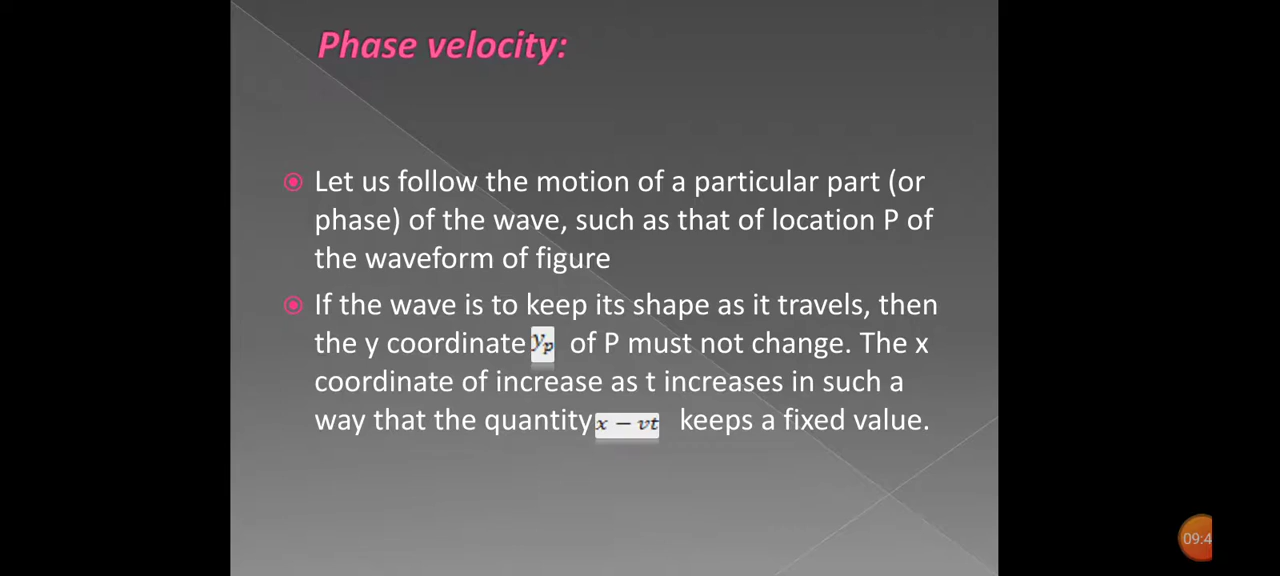 Phase velocity:
Let us follow the motion of a particular part (or
phase) of the wave, such as that of location P of
the waveform of figure
If the wave is to keep its shape as it travels, then
the y coordinate yₚ of P must not change. The x
coordinate of increase as t increases in such a
way that the quantity x − vt keeps a fixed value.
09:4